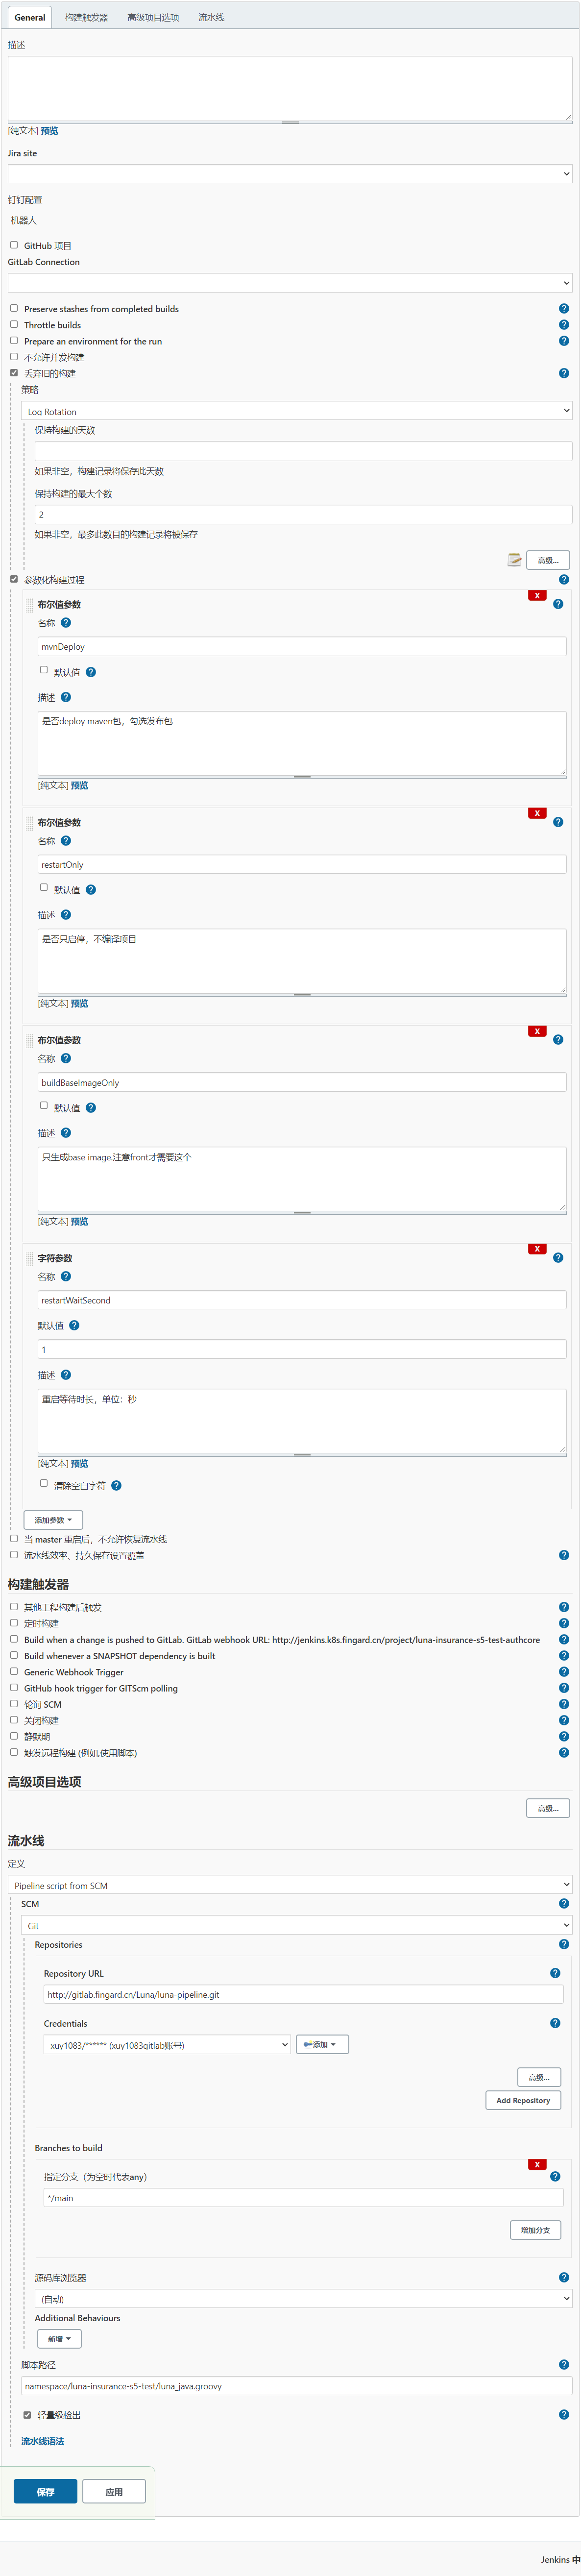 General 构建触发器 高级项目选项 流水线
描述
[纯文本] 预览
Jira site
钉钉配置
机器人
GitHub 项目
GitLab Connection
Preserve stashes from completed builds
Throttle builds
Prepare an environment for the run
不允许并发构建
丢弃旧的构建
策略
Log Rotation
保持构建的天数
如果非空，构建记录将保存此天数
保持构建的最大个数
2
如果非空，最多此数目的构建记录将被保存
高级...
参数化构建过程
X
布尔值参数
名称
mvnDeploy
默认值
描述
是否deploy maven包，勾选发布包
[纯文本] 预览
X
布尔值参数
名称
restartOnly
默认值
描述
是否只启停，不编译项目
[纯文本] 预览
X
布尔值参数
名称
buildBaseImageOnly
默认值
描述
只生成base image.注意front才需要这个
[纯文本] 预览
X
字符参数
名称
restartWaitSecond
默认值
1
描述
重启等待时长，单位：秒
[纯文本] 预览
清除空白字符
添加参数
当 master 重启后，不允许恢复流水线
流水线效率、持久保存设置覆盖
构建触发器
其他工程构建后触发
定时构建
Build when a change is pushed to GitLab. GitLab webhook URL: http://jenkins.k8s.fingard.cn/project/luna-insurance-s5-test-authcore
Build whenever a SNAPSHOT dependency is built
Generic Webhook Trigger
GitHub hook trigger for GITScm polling
轮询 SCM
关闭构建
静默期
触发远程构建 (例如,使用脚本)
高级项目选项
高级...
流水线
定义
Pipeline script from SCM
SCM
Git
Repositories
Repository URL
http://gitlab.fingard.cn/Luna/luna-pipeline.git
Credentials
xuy1083/****** (xuy1083gitlab账号) 添加
高级...
Add Repository
Branches to build
X
指定分支（为空时代表any）
*/main
增加分支
源码库浏览器
(自动)
Additional Behaviours
新增
脚本路径
namespace/luna-insurance-s5-test/luna_java.groovy
轻量级检出
流水线语法
保存 应用
Jenkins 中